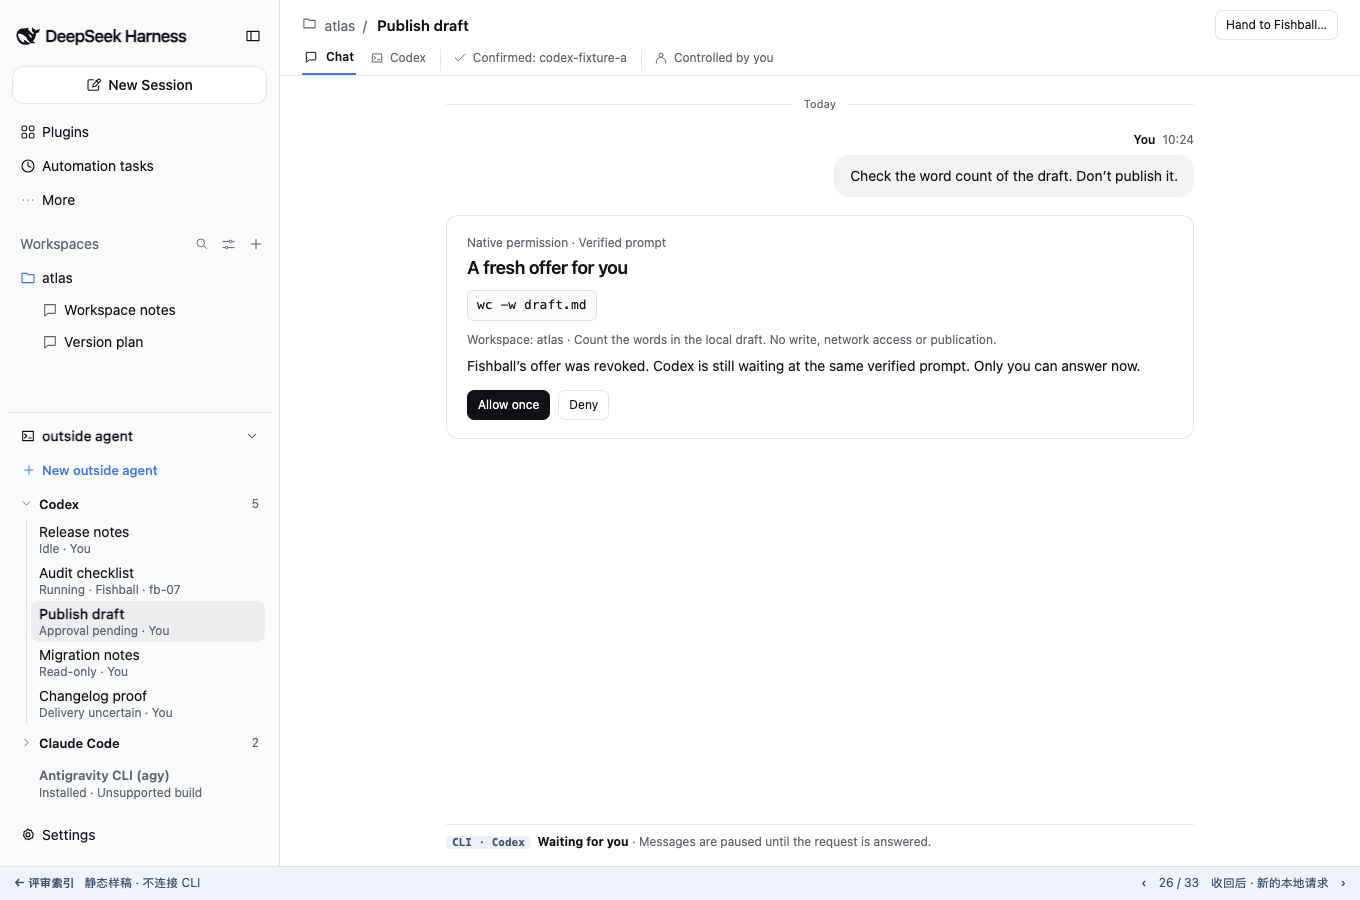 DeepSeek Harness
New Session
Plugins
Automation tasks
More
Workspaces
atlas
Workspace notes
Version plan
outside agent
New outside agent
Codex 5
Release notes
Idle · You
Audit checklist
Running · Fishball · fb-07
Publish draft
Approval pending · You
Migration notes
Read-only · You
Changelog proof
Delivery uncertain · You
Claude Code 2
Antigravity CLI (agy)
Installed · Unsupported build
Settings
atlas / Publish draft
Hand to Fishball...
Chat Codex Confirmed: codex-fixture-a Controlled by you
Today
You 10:24
Check the word count of the draft. Don’t publish it.
Native permission · Verified prompt
A fresh offer for you
wc –w draft.md
Workspace: atlas · Count the words in the local draft. No write, network access or publication.
Fishball’s offer was revoked. Codex is still waiting at the same verified prompt. Only you can answer now.
Allow once Deny
CLI · Codex Waiting for you · Messages are paused until the request is answered.
← 评审索引 静态样稿 · 不连接 CLI
‹ 26 / 33 收回后 · 新的本地请求 ›